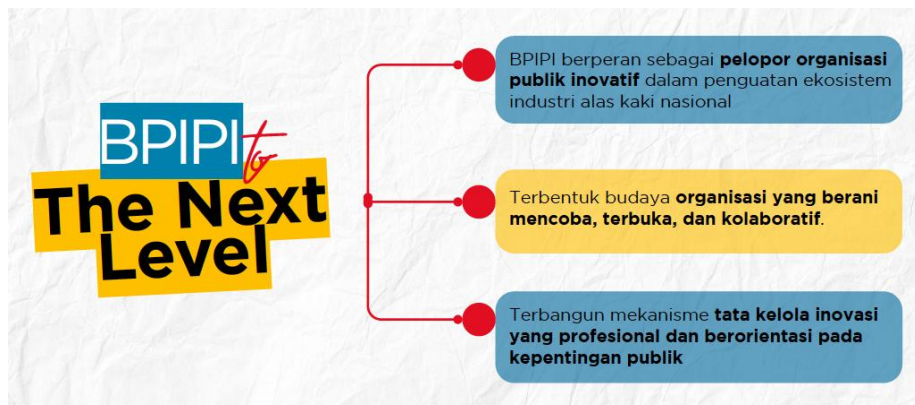 BPIPI to
The Next
Level
BPIPI berperan sebagai pelopor organisasi
publik inovatif dalam penguatan ekosistem
industri alas kaki nasional
Terbentuk budaya organisasi yang berani
mencoba, terbuka, dan kolaboratif.
Terbangun mekanisme tata kelola inovasi
yang profesional dan berorientasi pada
kepentingan publik